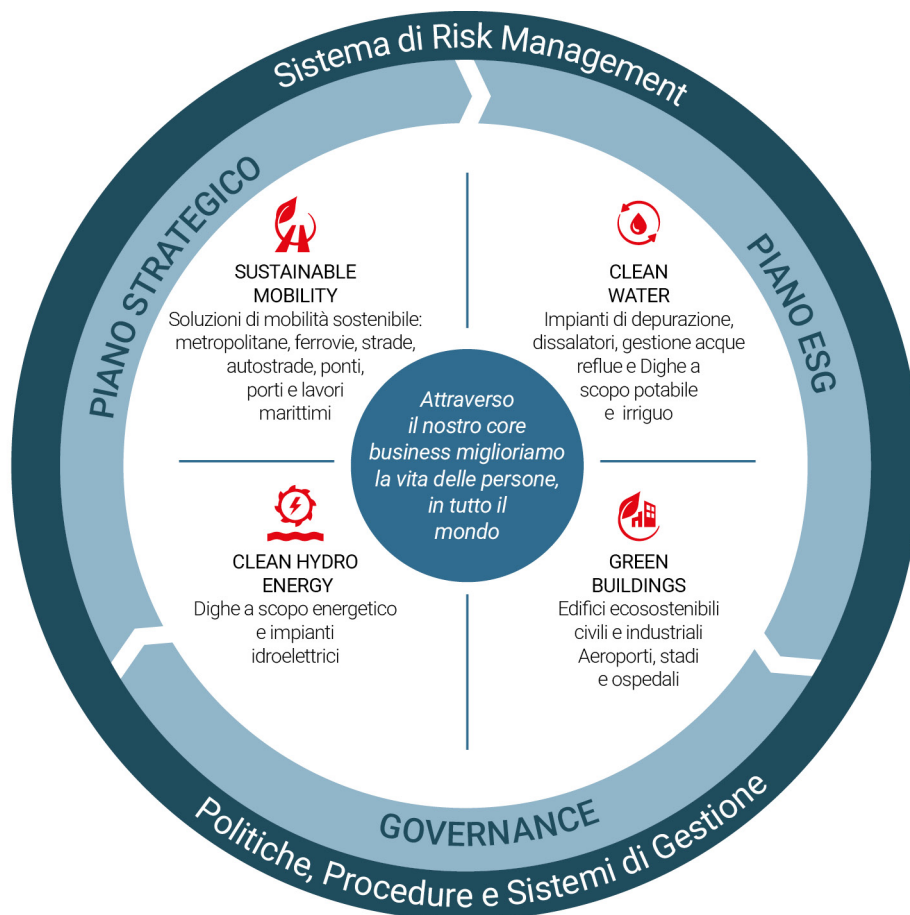 Sistema di Risk Management
PIANO STRATEGICO
PIANO ESG
SUSTAINABLE
MOBILITY
Soluzioni di mobilità sostenibile:
metropolitane, ferrovie, strade,
autostrade, ponti,
porti e lavori
marittimi
CLEAN
WATER
Impianti di depurazione,
dissalatori, gestione acque
reflue e Dighe a
scopo potabile
e irriguo
Attraverso
il nostro core
business miglioriamo
la vita delle persone,
in tutto il
mondo
CLEAN HYDRO
ENERGY
Dighe a scopo energetico
e impianti
idroelettrici
GREEN
BUILDINGS
Edifici ecosostenibili
civili e industriali
Aeroporti, stadi
e ospedali
GOVERNANCE
Politiche, Procedure e Sistemi di Gestione